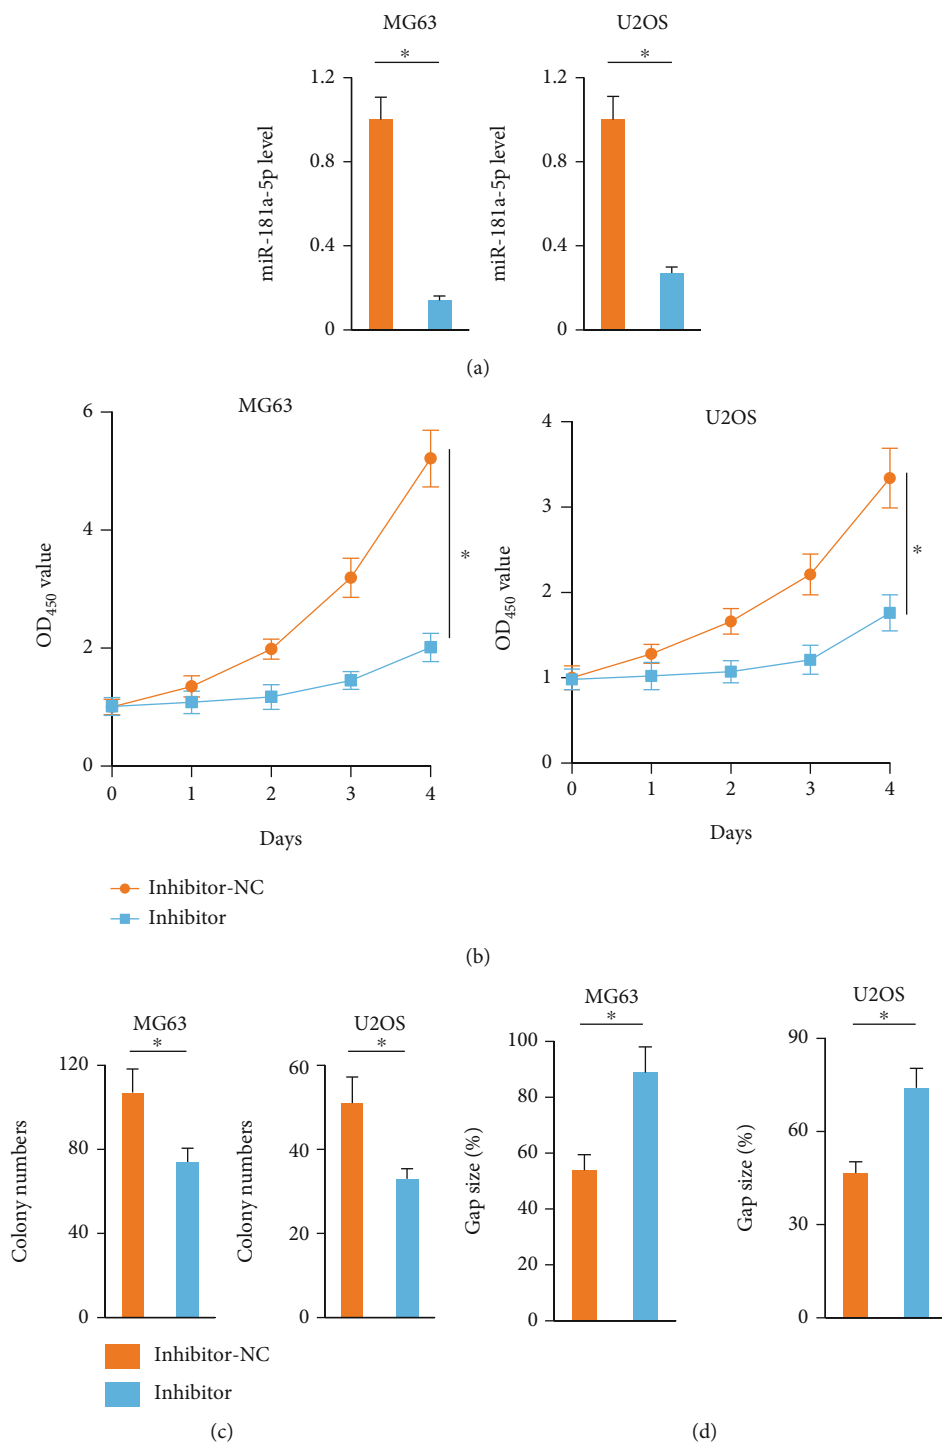 MG63
U2OS
*
*
miR-181a-5p level
1.2
0.8
0.4
0
miR-181a-5p level
1.2
0.8
0.4
0
(a)
MG63
OD450 value
6
4
2
0
*
0 1 2 3 4
Days
U2OS
OD450 value
4
3
2
1
0
*
0 1 2 3 4
Days
Inhibitor-NC
Inhibitor
(b)
MG63
*
Colony numbers
120
80
40
0
U2OS
*
Colony numbers
60
40
20
0
Inhibitor-NC
Inhibitor
(c)
MG63
*
Gap size (%)
100
80
60
40
20
0
U2OS
*
Gap size (%)
90
60
30
0
(d)